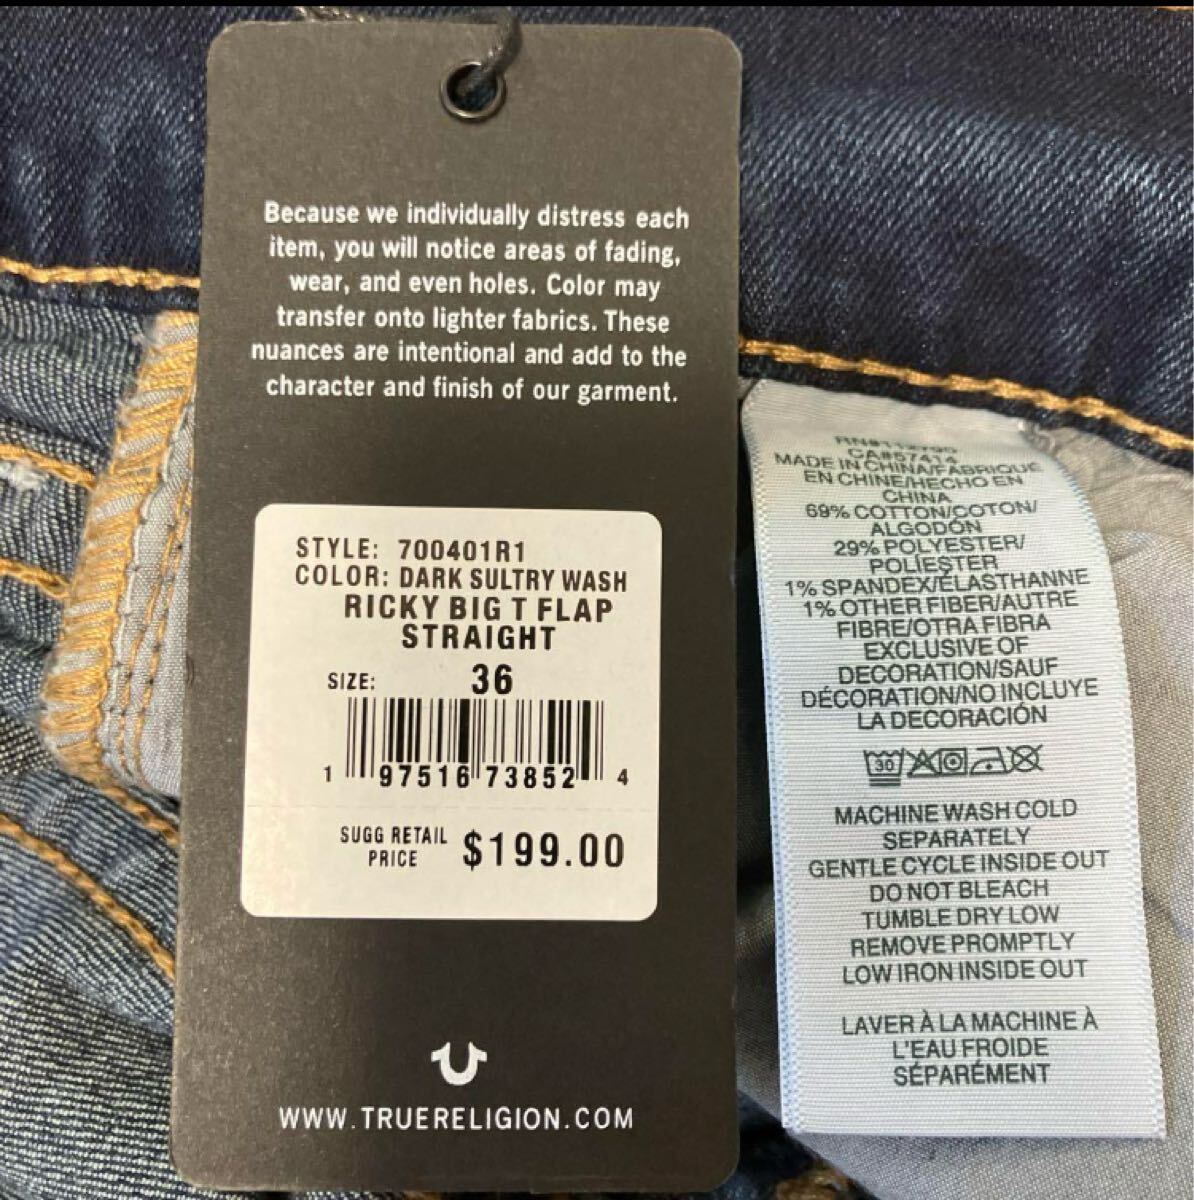 Because we individually distress each
item, you will notice areas of fading,
wear, and even holes. Color may
transfer onto lighter fabrics. These
nuances are intentional and add to the
character and finish of our garment.
STYLE: 700401R1
COLOR: DARK SULTRY WASH
RICKY BIG T FLAP
STRAIGHT
SIZE: 36
1 97516 73852 4
SUGG RETAIL
PRICE $199.00
WWW.TRUERELIGION.COM
CA#57414
MADE IN CHINA/FABRIQUÉ
EN CHINE/HECHO EN
CHINA
69% COTTON/COTON/
ALGODÓN
29% POLYESTER/
POLIESTER
1% SPANDEX/ÉLASTHANNE
1% OTHER FIBER/AUTRE
FIBRE/OTRA FIBRA
EXCLUSIVE OF
DECORATION/SAUF
DÉCORATION/NO INCLUYE
LA DECORACIÓN
30
MACHINE WASH COLD
SEPARATELY
GENTLE CYCLE INSIDE OUT
DO NOT BLEACH
TUMBLE DRY LOW
REMOVE PROMPTLY
LOW IRON INSIDE OUT
LAVER À LA MACHINE À
L'EAU FROIDE
SÉPARÉMENT